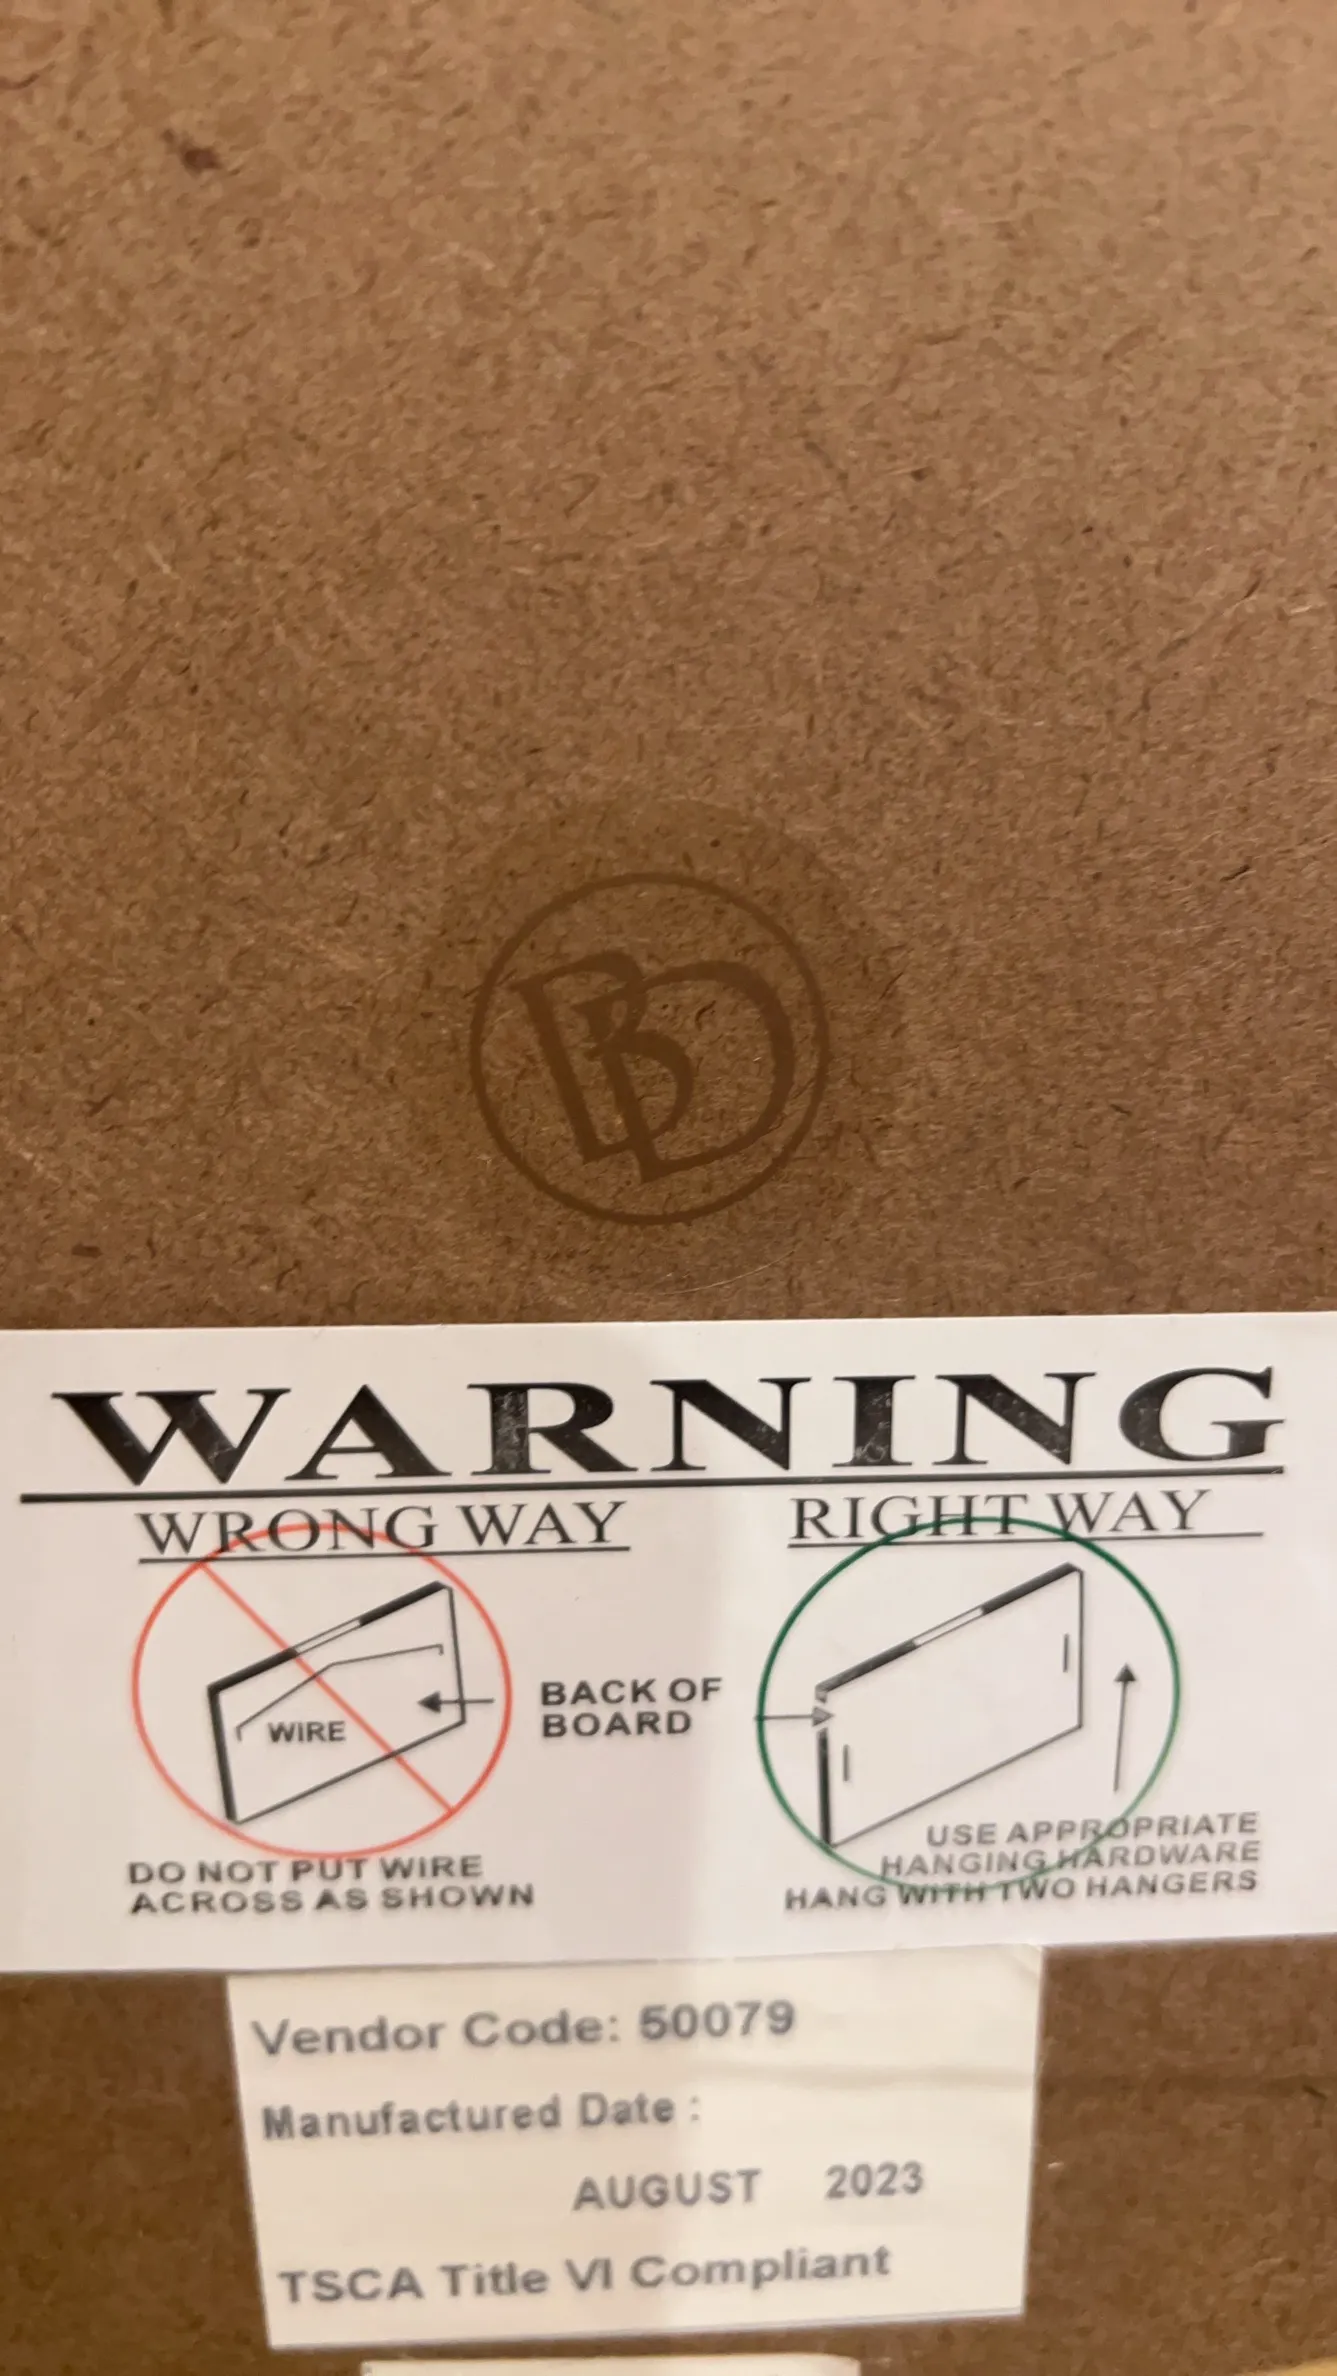 BD
WARNING
WRONG WAY
RIGHT WAY
WIRE
BACK OF
BOARD
DO NOT PUT WIRE
ACROSS AS SHOWN
USE APPROPRIATE
HANGING HARDWARE
HANG WITH TWO HANGERS
Vendor Code: 50079
Manufactured Date :
AUGUST 2023
TSCA Title VI Compliant